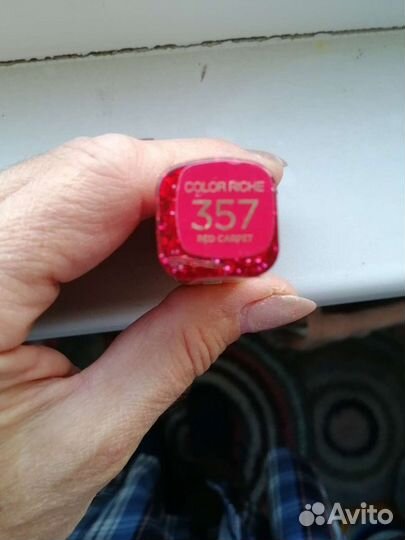 COLOR RICHE
357
RED CARPET
Avito